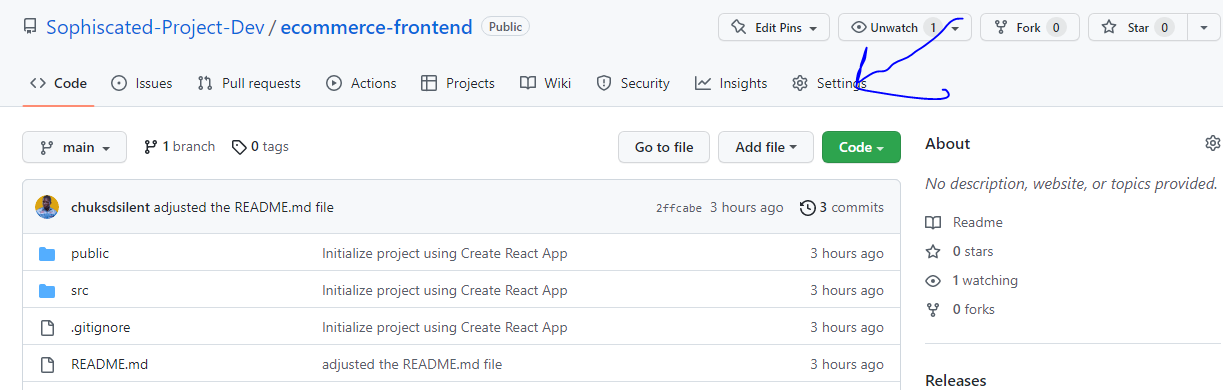 Sophiscated-Project-Dev / ecommerce-frontend Public Edit Pins Unwatch 1 Fork 0 Star 0
Code Issues Pull requests Actions Projects Wiki Security Insights Settings
main 1 branch 0 tags Go to file Add file Code
chuksdsilent adjusted the README.md file 2ffcabe 3 hours ago 3 commits
public Initialize project using Create React App 3 hours ago
src Initialize project using Create React App 3 hours ago
.gitignore Initialize project using Create React App 3 hours ago
README.md adjusted the README.md file 3 hours ago
About
No description, website, or topics provided.
Readme
0 stars
1 watching
0 forks
Releases